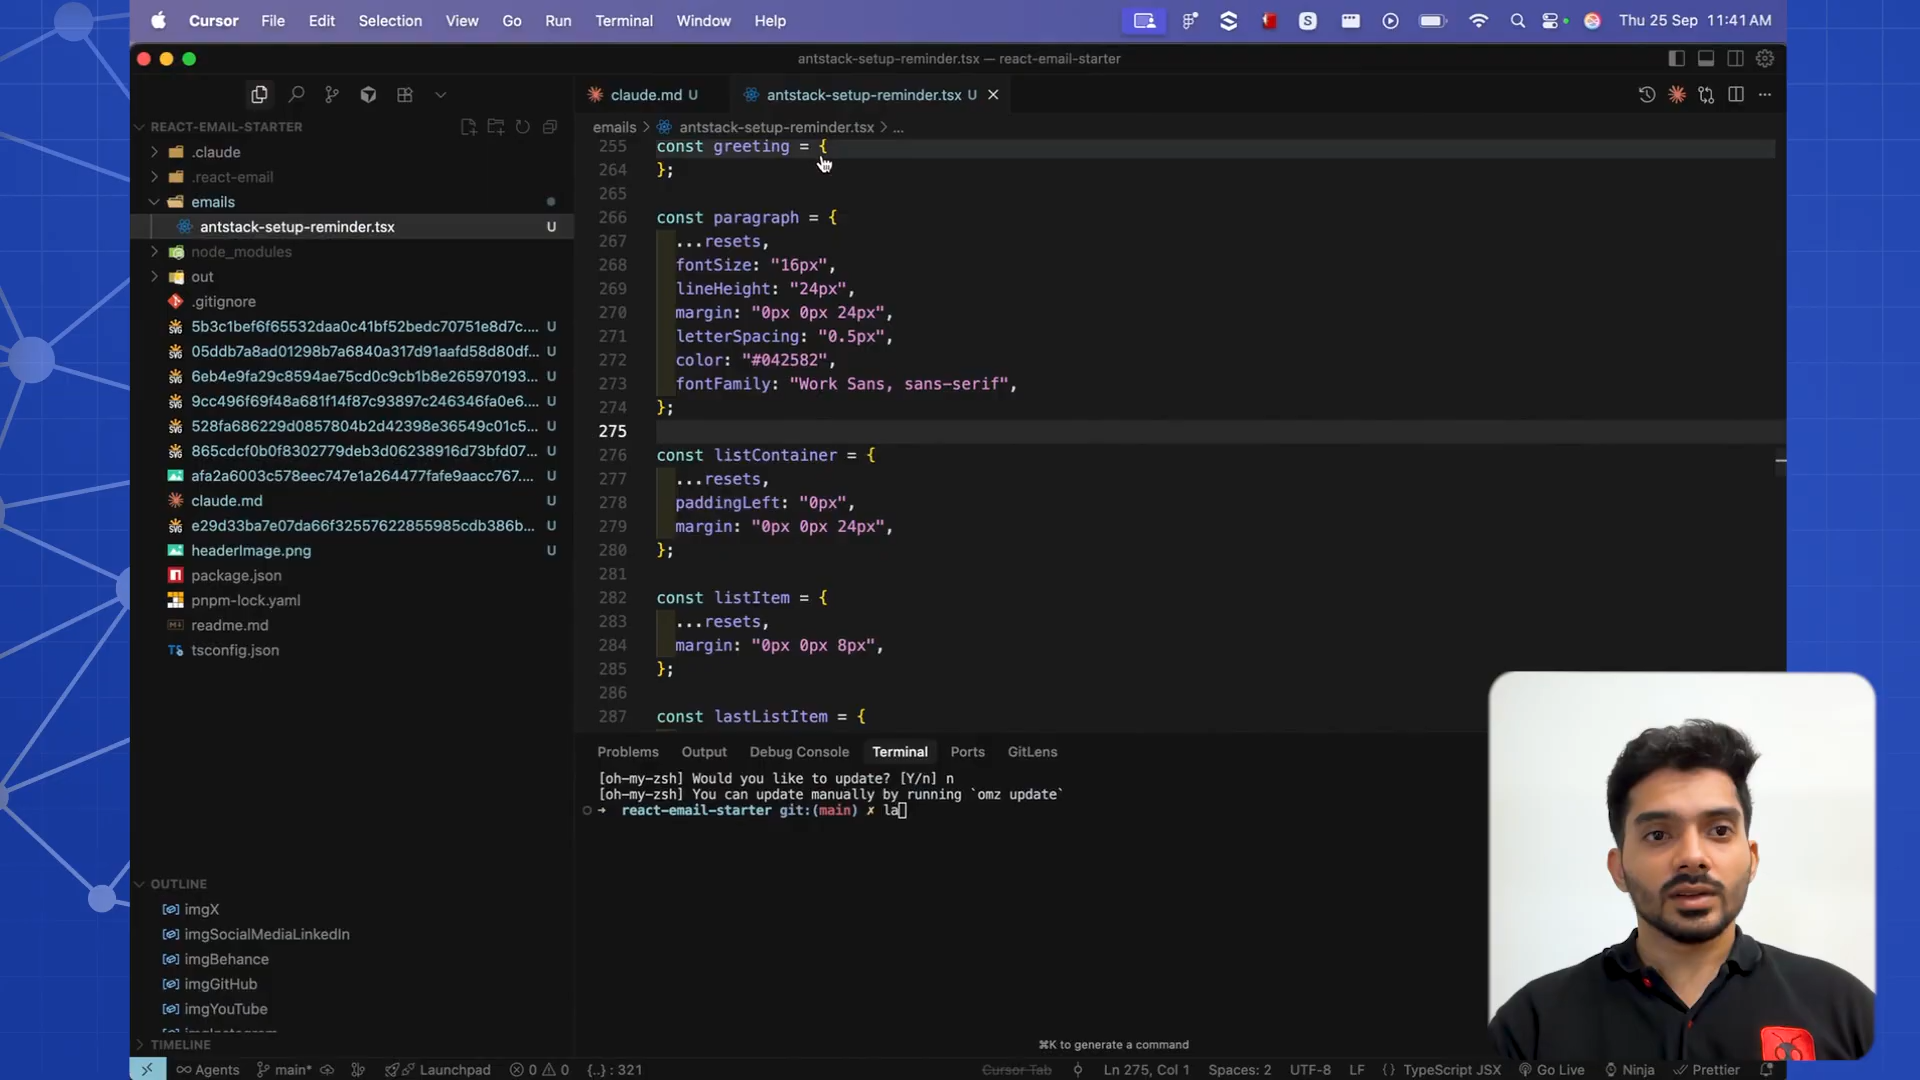 Cursor File Edit Selection View Go Run Terminal Window Help
Thu 25 Sep 11:41 AM
antstack-setup-reminder.tsx — react-email-starter
claude.md U
antstack-setup-reminder.tsx U
emails > antstack-setup-reminder.tsx > ...
REACT-EMAIL-STARTER
.claude
.react-email
emails
antstack-setup-reminder.tsx U
node_modules
out
.gitignore
5b3c1bef6f65532daa0c41bf52bedc70751e8d7c.... U
05ddb7a8ad01298b7a6840a317d91aafd58d80df... U
6eb4e9fa29c8594ae75cd0c9cb1b8e265970193... U
9cc496f69f48a681f14f87c93897c246346fa0e6.... U
528fa686229d0857804b2d42398e36549c01c5... U
865cdcf0b0f8302779deb3d06238916d73bfd07... U
afa2a6003c578eec747e1a264477fafe9aacc767.... U
claude.md U
e29d33ba7e07da66f32557622855985cdb386b... U
headerImage.png U
package.json
pnpm-lock.yaml
readme.md
tsconfig.json
OUTLINE
imgX
imgSocialMediaLinkedIn
imgBehance
imgGitHub
imgYouTube
TIMELINE
255 const greeting = {
264 };
265
266 const paragraph = {
267 ...resets,
268 fontSize: "16px",
269 lineHeight: "24px",
270 margin: "0px 0px 24px",
271 letterSpacing: "0.5px",
272 color: "#042582",
273 fontFamily: "Work Sans, sans-serif",
274 };
275
276 const listContainer = {
277 ...resets,
278 paddingLeft: "0px",
279 margin: "0px 0px 24px",
280 };
281
282 const listItem = {
283 ...resets,
284 margin: "0px 0px 8px",
285 };
286
287 const lastListItem = {
Problems Output Debug Console Terminal Ports GitLens
[oh-my-zsh] Would you like to update? [Y/n] n
[oh-my-zsh] You can update manually by running `omz update`
→ react-email-starter git:(main) ✗ la
⌘K to generate a command
Agents main* Launchpad 0 0 {..} : 321 Cursor Tab Ln 275, Col 1 Spaces: 2 UTF-8 LF {} TypeScript JSX Go Live Ninja Prettier